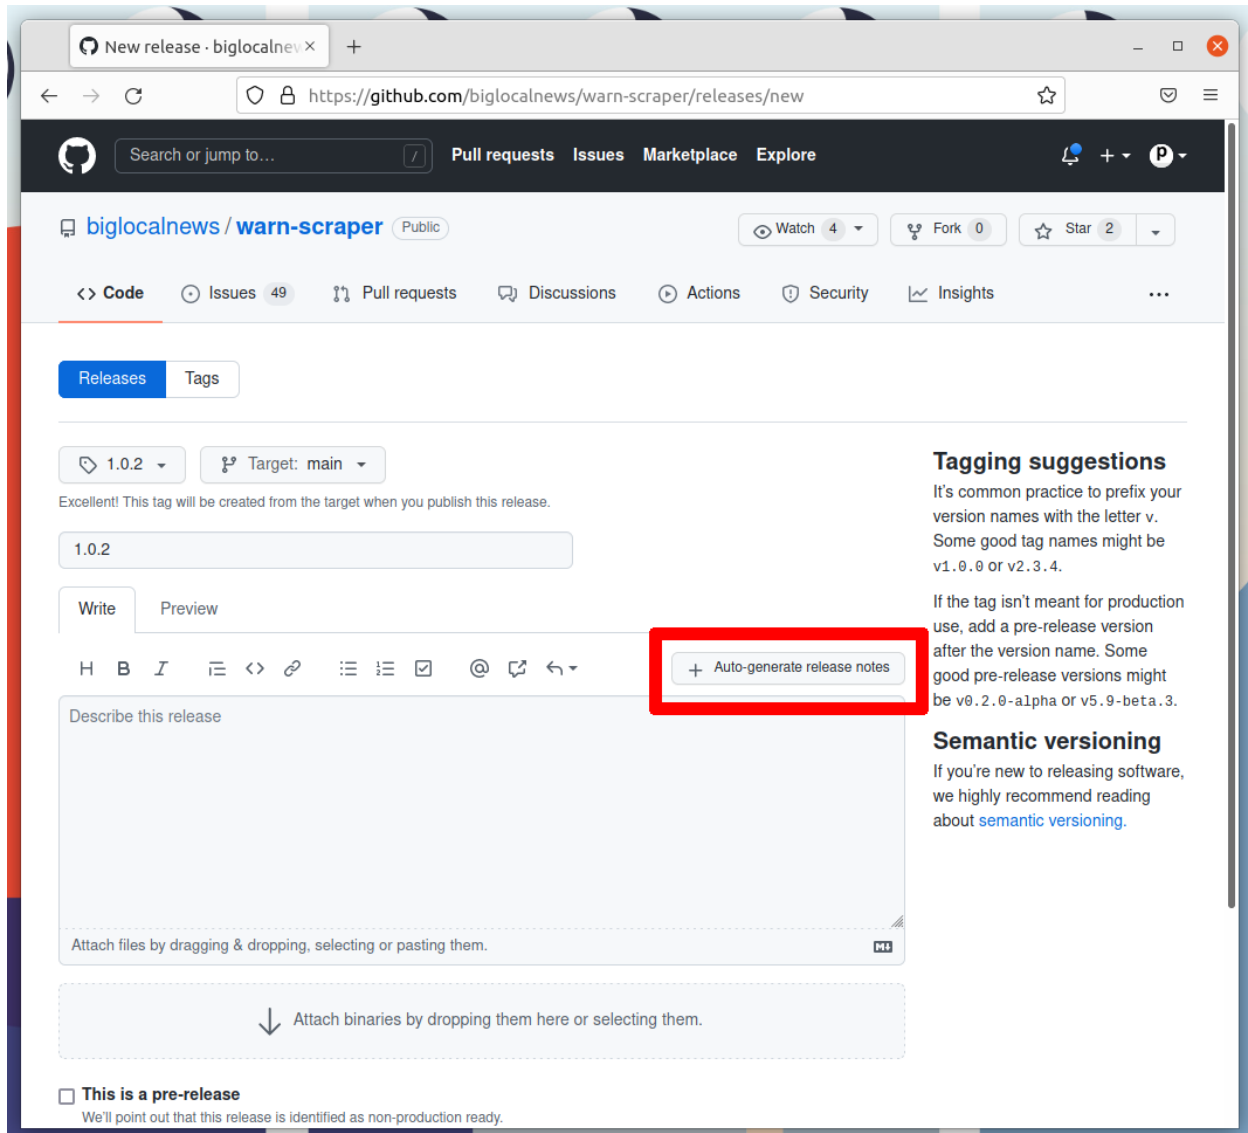 New release · biglocalnew
https://github.com/biglocalnews/warn-scraper/releases/new
Search or jump to… /
Pull requests Issues Marketplace Explore
biglocalnews / warn-scraper Public
Watch 4 Fork 0 Star 2
Code Issues 49 Pull requests Discussions Actions Security Insights
Releases Tags
1.0.2 Target: main
Excellent! This tag will be created from the target when you publish this release.
1.0.2
Write Preview
Auto-generate release notes
Describe this release
Attach files by dragging & dropping, selecting or pasting them.
Attach binaries by dropping them here or selecting them.
This is a pre-release
We'll point out that this release is identified as non-production ready.
Tagging suggestions
It's common practice to prefix your
version names with the letter v.
Some good tag names might be
v1.0.0 or v2.3.4.
If the tag isn't meant for production
use, add a pre-release version
after the version name. Some
good pre-release versions might
be v0.2.0-alpha or v5.9-beta.3.
Semantic versioning
If you're new to releasing software,
we highly recommend reading
about semantic versioning.